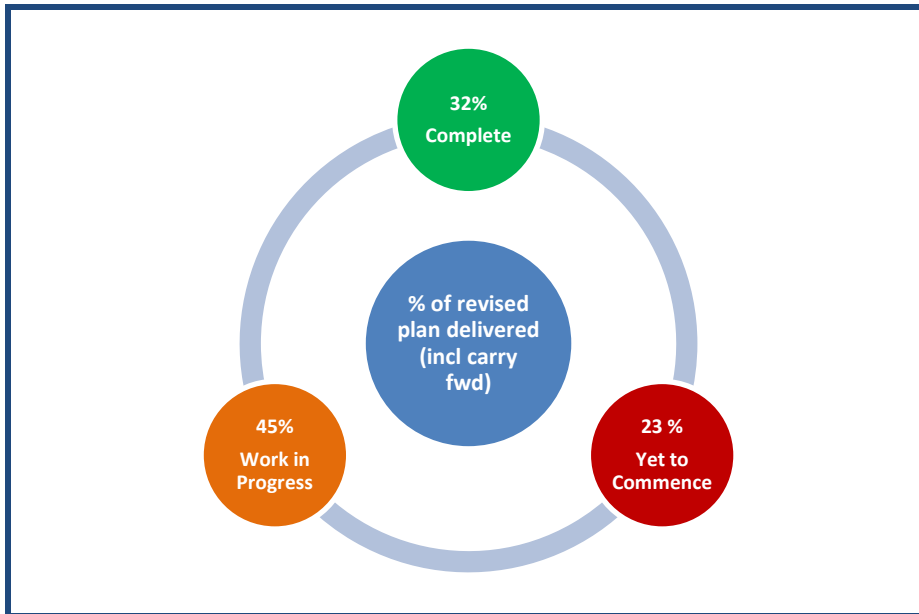 32%
Complete
% of revised
plan delivered
(incl carry
fwd)
45%
Work in
Progress
23 %
Yet to
Commence